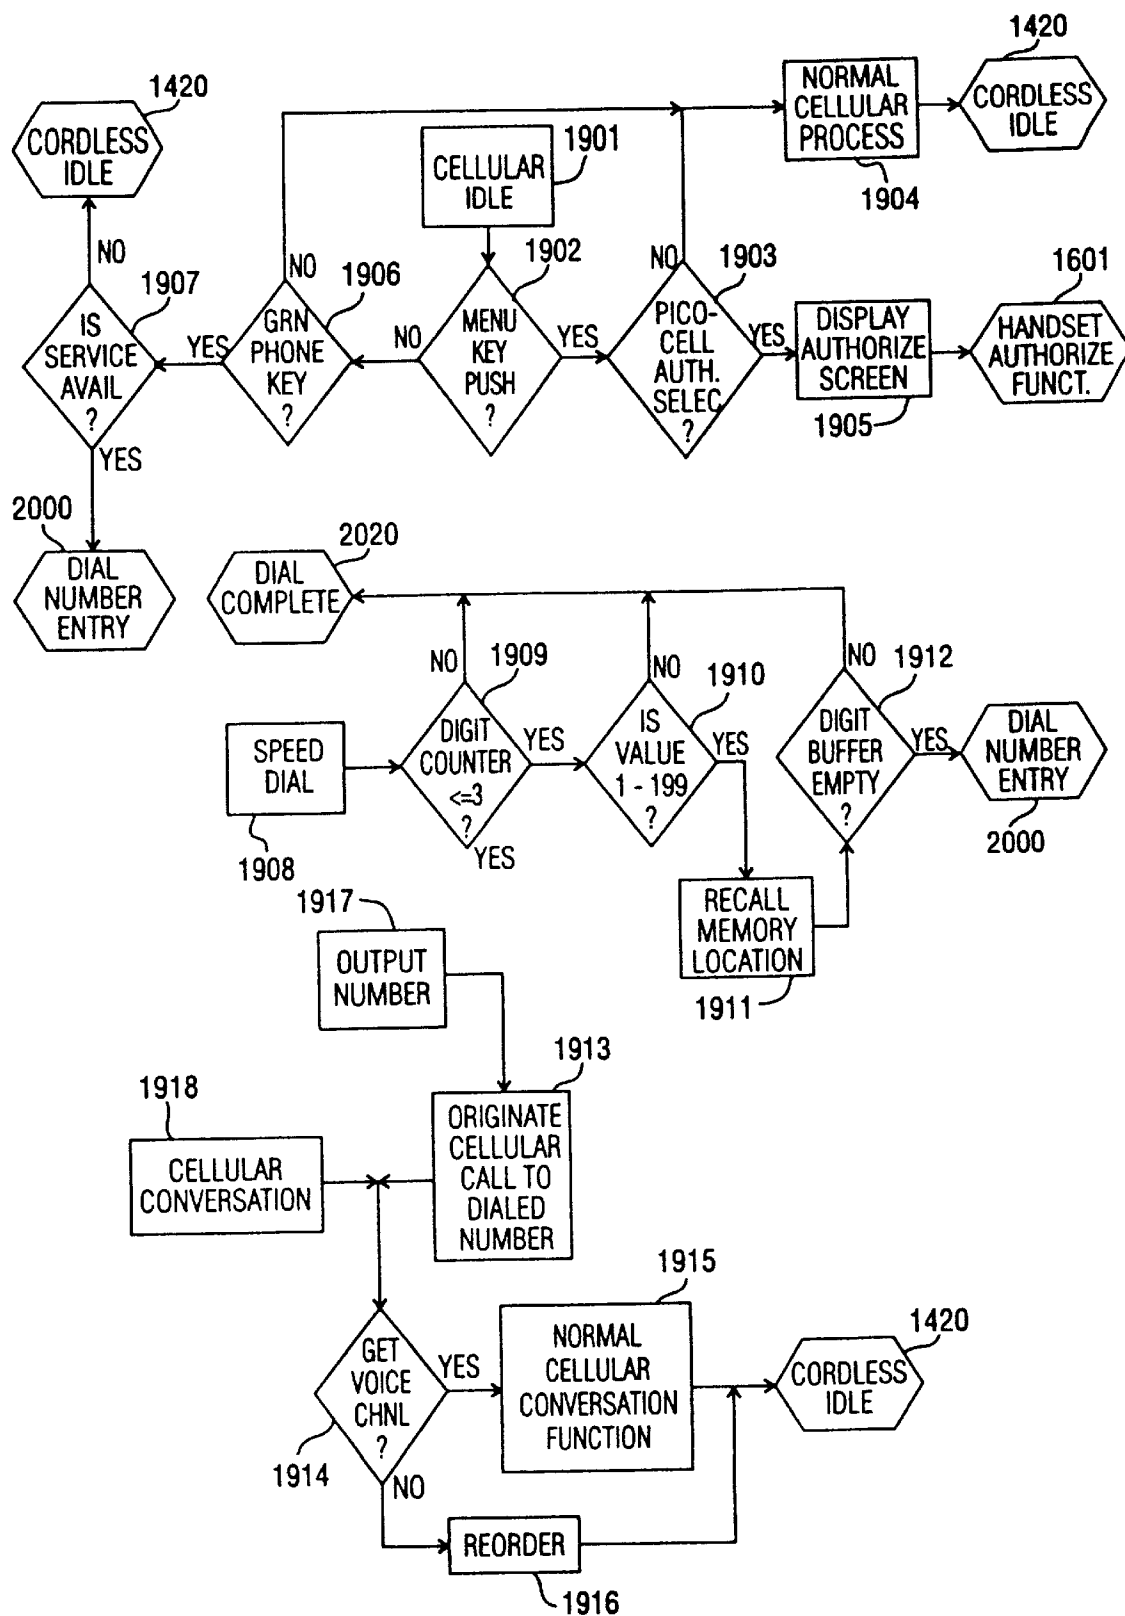 1420
CORDLESS
IDLE
NO
1907
IS
SERVICE
AVAIL
?
YES
2000
DIAL
NUMBER
ENTRY
YES
1906
NO
GRN
PHONE
KEY
?
NO
1901
CELLULAR
IDLE
1902
MENU
KEY
PUSH
?
YES
NO
1903
PICO-
CELL
AUTH.
SELEC
?
YES
NORMAL
CELLULAR
PROCESS
1904
1420
CORDLESS
IDLE
DISPLAY
AUTHORIZE
SCREEN
1905
1601
HANDSET
AUTHORIZE
FUNCT.
2020
DIAL
COMPLETE
SPEED
DIAL
1908
NO
1909
DIGIT
COUNTER
<=3
?
YES
YES
NO
1910
IS
VALUE
1 - 199
?
YES
RECALL
MEMORY
LOCATION
1911
NO
1912
DIGIT
BUFFER
EMPTY
?
YES
DIAL
NUMBER
ENTRY
2000
1917
OUTPUT
NUMBER
1913
ORIGINATE
CELLULAR
CALL TO
DIALED
NUMBER
1918
CELLULAR
CONVERSATION
GET
VOICE
CHNL
?
1914
YES
NO
1915
NORMAL
CELLULAR
CONVERSATION
FUNCTION
REORDER
1916
1420
CORDLESS
IDLE